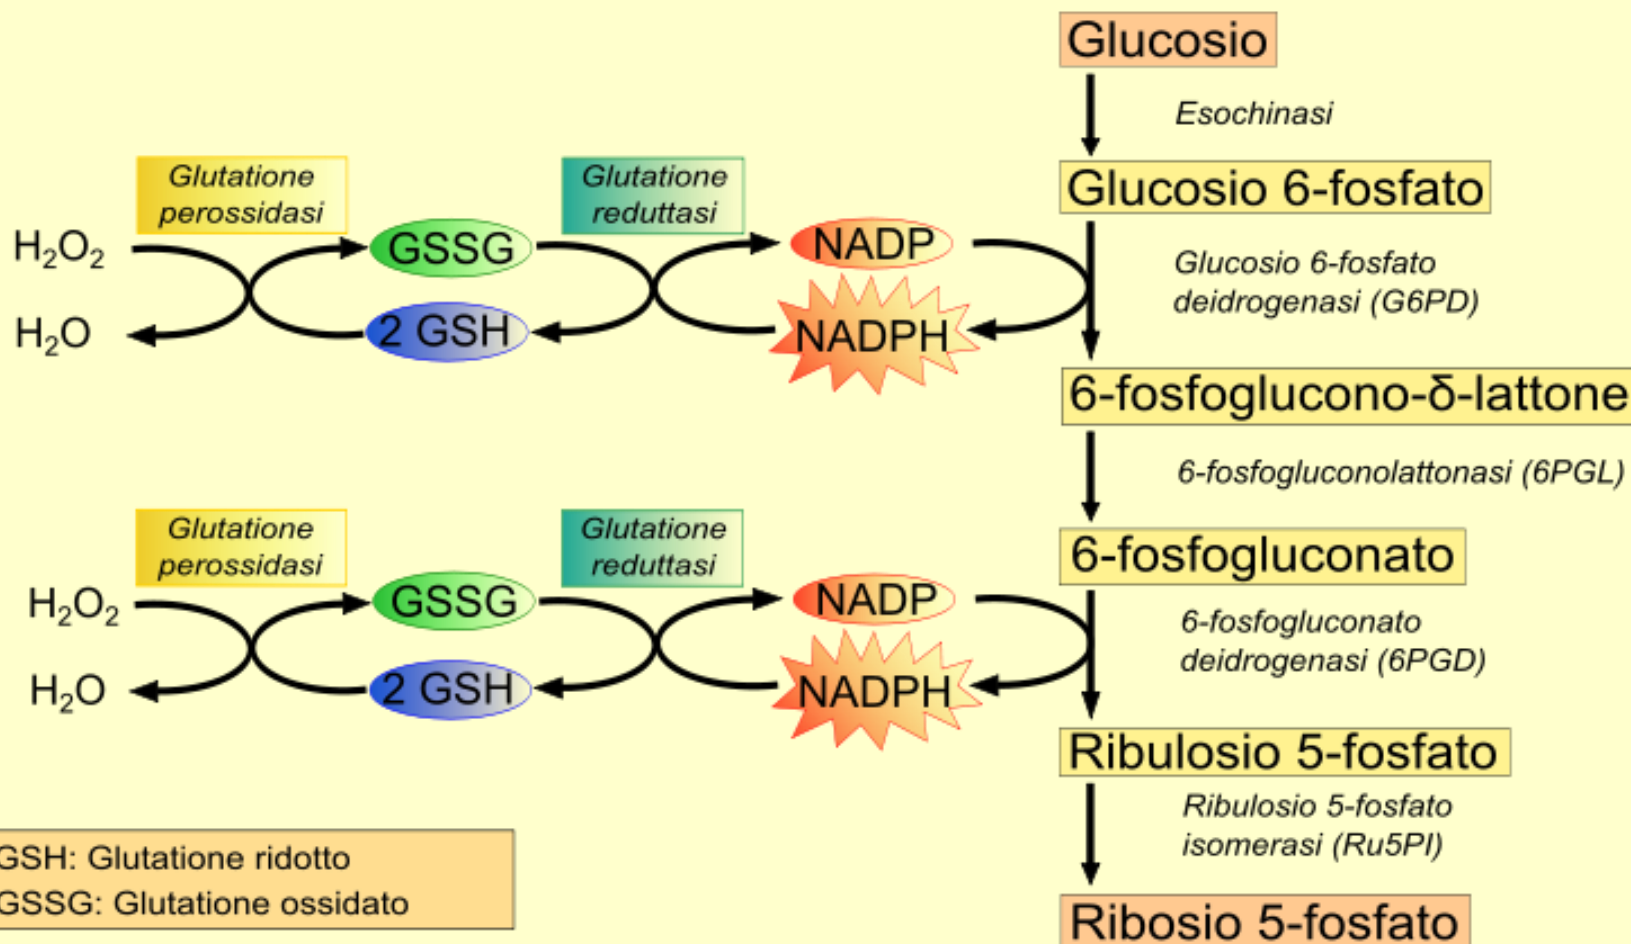 Glucosio
Esochinasi
Glucosio 6-fosfato
Glutatione
perossidasi
Glutatione
reduttasi
H₂O₂
GSSG
NADP
Glucosio 6-fosfato
deidrogenasi (G6PD)
H₂O
2 GSH
NADPH
6-fosfoglucono-δ-lattone
6-fosfogluconolattonasi (6PGL)
Glutatione
perossidasi
Glutatione
reduttasi
6-fosfogluconato
H₂O₂
GSSG
NADP
6-fosfogluconato
deidrogenasi (6PGD)
H₂O
2 GSH
NADPH
Ribulosio 5-fosfato
Ribulosio 5-fosfato
isomerasi (Ru5PI)
GSH: Glutatione ridotto
GSSG: Glutatione ossidato
Ribosio 5-fosfato